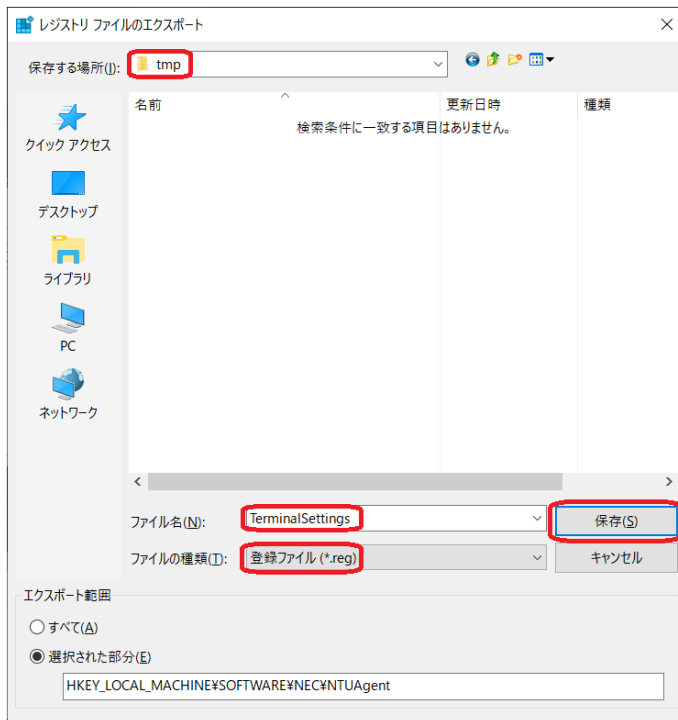 レジストリ ファイルのエクスポート
保存する場所(I): tmp
名前 更新日時 種類
検索条件に一致する項目はありません。
クイック アクセス
デスクトップ
ライブラリ
PC
ネットワーク
ファイル名(N): TerminalSettings 保存(S)
ファイルの種類(T): 登録ファイル (*.reg) キャンセル
エクスポート範囲
すべて(A)
選択された部分(E)
HKEY_LOCAL_MACHINE¥SOFTWARE¥NEC¥NTUAgent